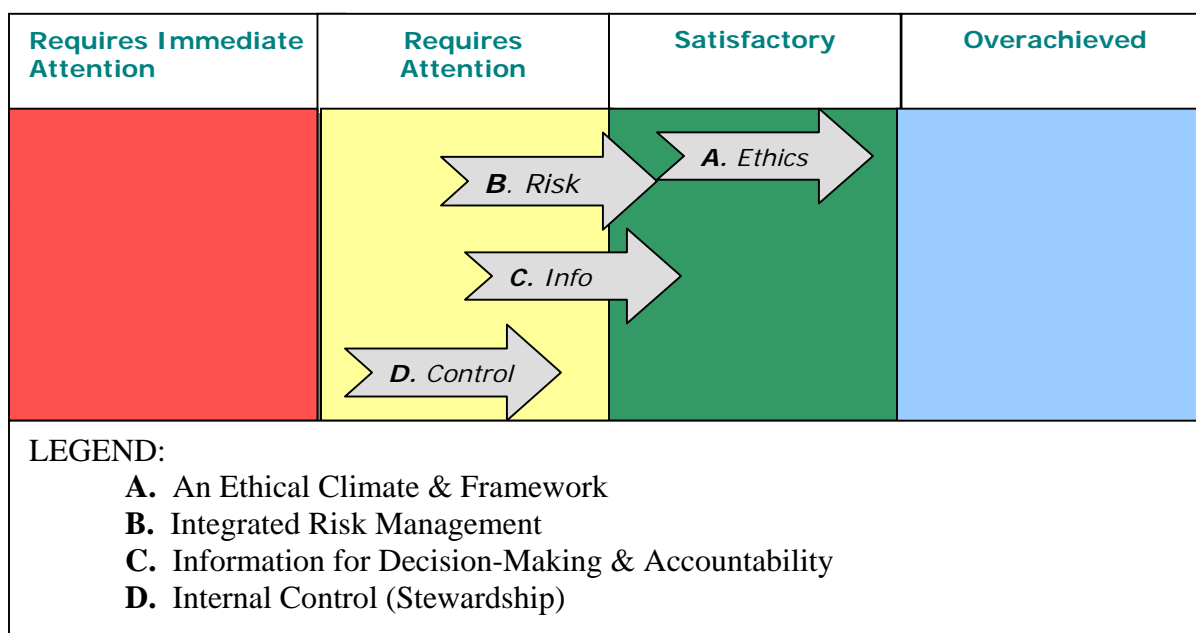 Requires Immediate
Attention
Requires
Attention
Satisfactory
Overachieved
A. Ethics
B. Risk
C. Info
D. Control
LEGEND:
A. An Ethical Climate & Framework
B. Integrated Risk Management
C. Information for Decision-Making & Accountability
D. Internal Control (Stewardship)